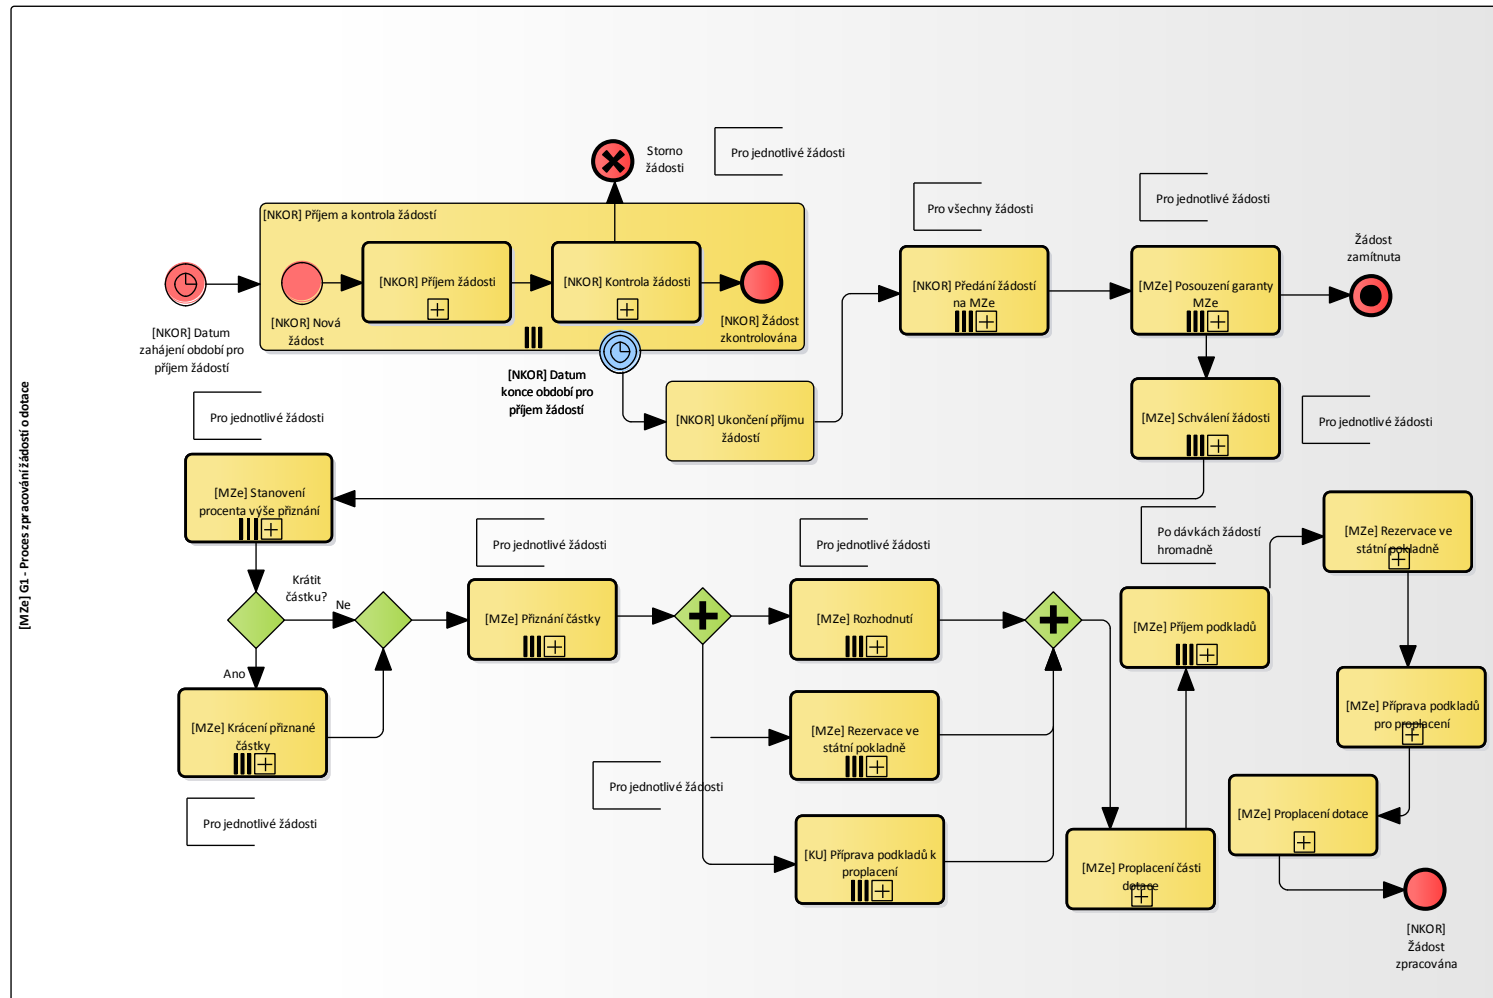 [MZe] G1 - Proces zpracování žádostí o dotace
Storno
žádosti
Pro jednotlivé žádosti
[NKOR] Příjem a kontrola žádostí
[NKOR] Datum
zahájení období pro
příjem žádostí
[NKOR] Nová
žádost
[NKOR] Příjem žádosti
[NKOR] Kontrola žádosti
[NKOR] Žádost
zkontrolována
[NKOR] Datum
konce období pro
příjem žádostí
[NKOR] Ukončení příjmu
žádostí
Pro všechny žádosti
[NKOR] Předání žádostí
na MZe
Pro jednotlivé žádosti
[MZe] Posouzení garanty
MZe
Žádost
zamítnuta
[MZe] Schválení žádosti
Pro jednotlivé žádosti
Pro jednotlivé žádosti
[MZe] Stanovení
procenta výše přiznání
Krátit
částku?
Ne
Ano
[MZe] Krácení přiznané
částky
Pro jednotlivé žádosti
Pro jednotlivé žádosti
[MZe] Přiznání částky
Pro jednotlivé žádosti
[MZe] Rozhodnutí
[MZe] Rezervace ve
státní pokladně
Pro jednotlivé žádosti
[KU] Příprava podkladů k
proplacení
[MZe] Proplacení části
dotace
Po dávkách žádostí
hromadně
[MZe] Příjem podkladů
[MZe] Rezervace ve
státní pokladně
[MZe] Příprava podkladů
pro proplacení
[MZe] Proplacení dotace
[NKOR]
Žádost
zpracována